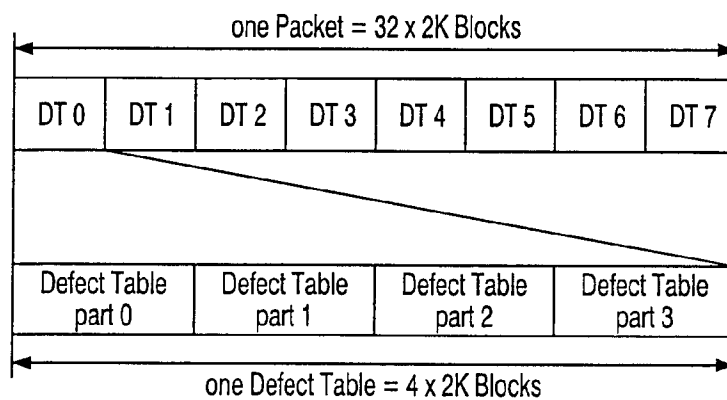 one Packet = 32 x 2K Blocks
DT 0 DT 1 DT 2 DT 3 DT 4 DT 5 DT 6 DT 7
Defect Table Defect Table Defect Table Defect Table
part 0 part 1 part 2 part 3
one Defect Table = 4 x 2K Blocks